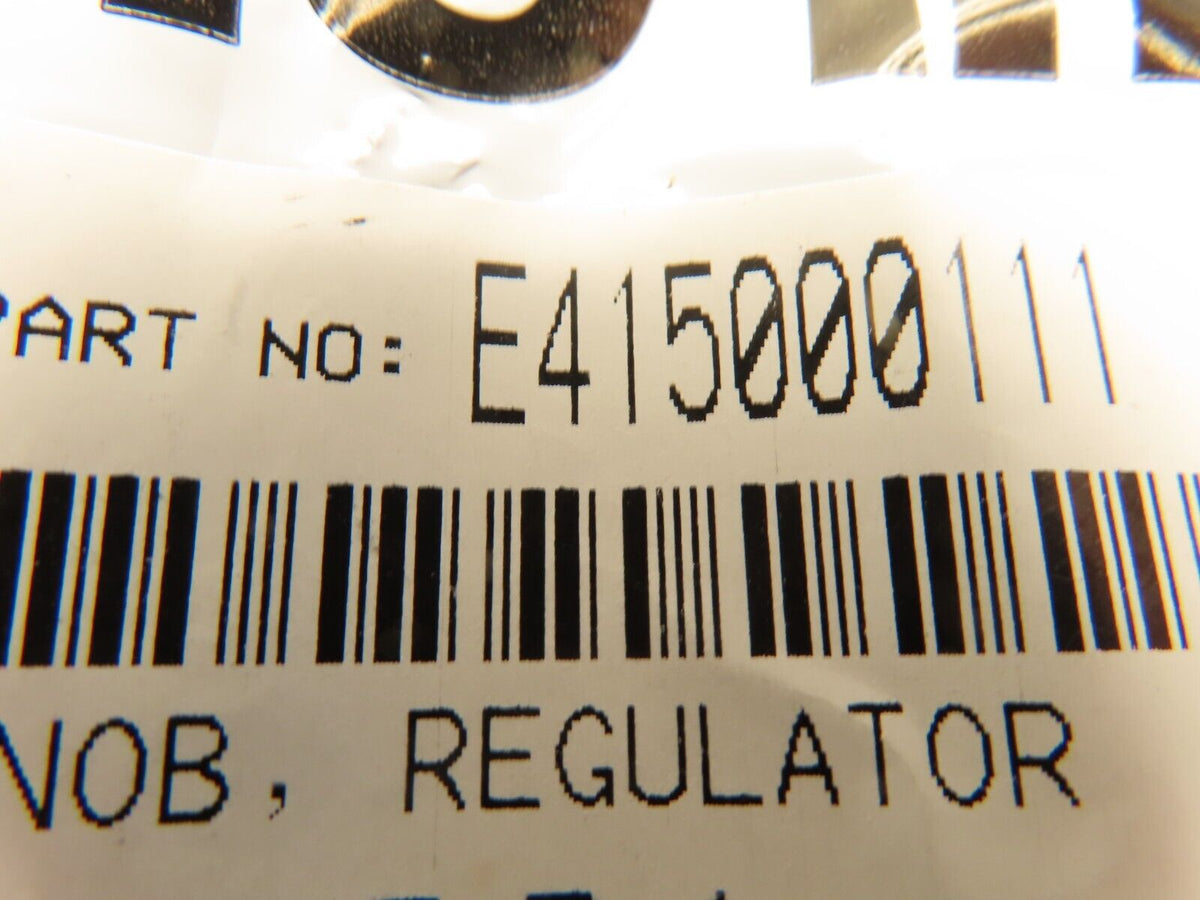 PART NO: E415000111
NOB, REGULATOR